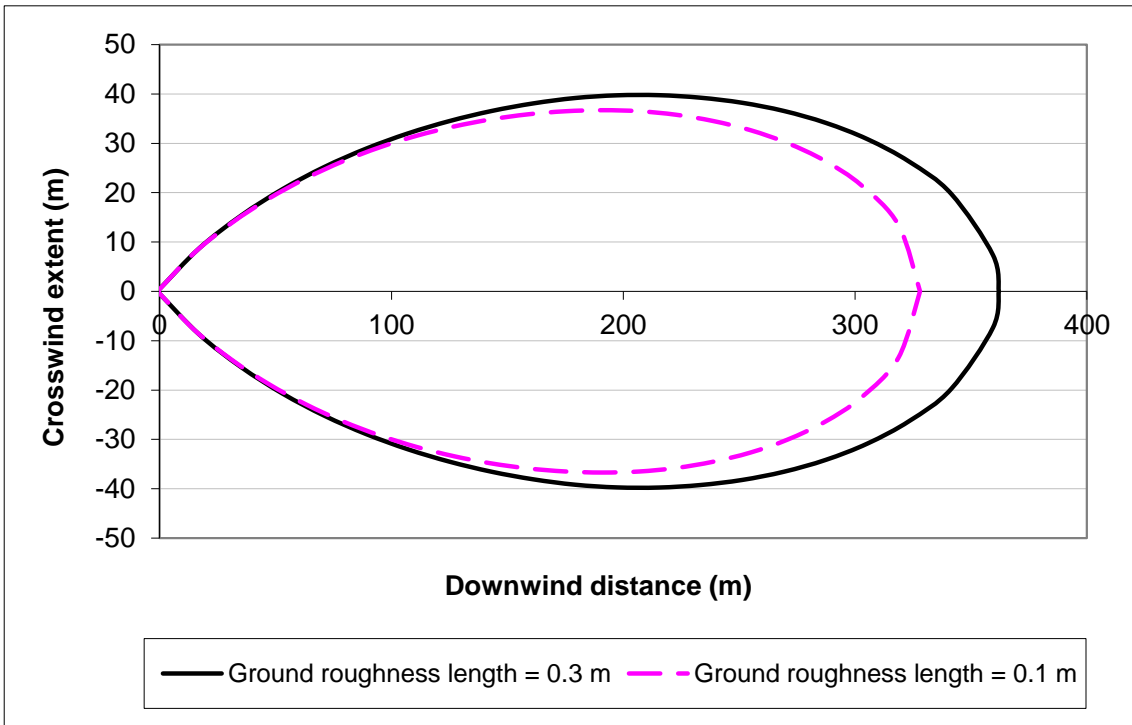 50
40
30
20
10
0
-10
-20
-30
-40
-50
Crosswind extent (m)
0 100 200 300 400
Downwind distance (m)
Ground roughness length = 0.3 m Ground roughness length = 0.1 m